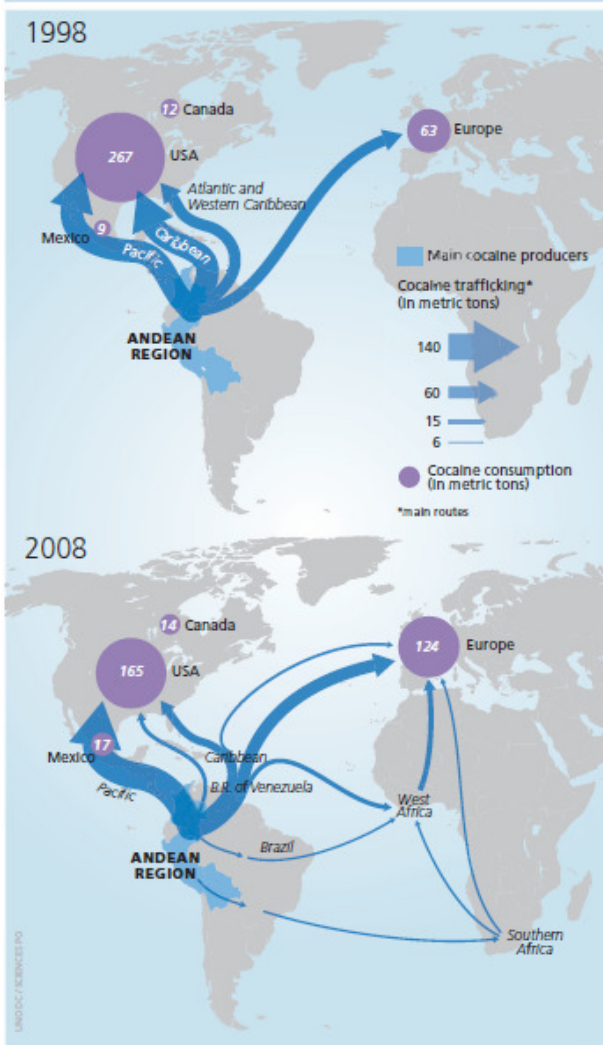 1998
12 Canada
267
USA
63
Europe
Atlantic and
Western Caribbean
Mexico
9
Pacific
Caribbean
Main cocaine producers
Cocaine trafficking*
(in metric tons)
140
60
15
6
ANDEAN
REGION
Cocaine consumption
(in metric tons)
*main routes
2008
14 Canada
165
USA
124
Europe
17
Mexico
Caribbean
B.R. of Venezuela
Pacific
West
Africa
Brazil
ANDEAN
REGION
Southern
Africa
UNODC / SCIENCES PO